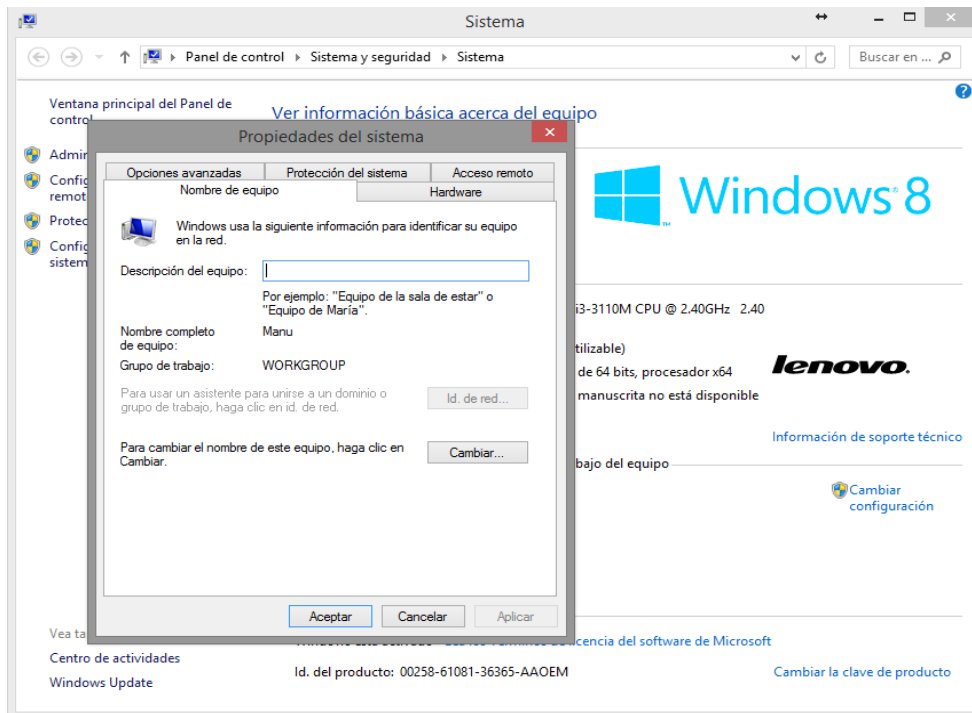 Sistema
Panel de control Sistema y seguridad Sistema
Buscar en ...
Ventana principal del Panel de
control
Ver información básica acerca del equipo
Propiedades del sistema
Opciones avanzadas Protección del sistema Acceso remoto
Nombre de equipo Hardware
Windows usa la siguiente información para identificar su equipo
en la red.
Descripción del equipo:
Por ejemplo: "Equipo de la sala de estar" o
"Equipo de María".
Nombre completo
de equipo:
Manu
Grupo de trabajo: WORKGROUP
Para usar un asistente para unirse a un dominio o
grupo de trabajo, haga clic en id. de red.
Id. de red...
Para cambiar el nombre de este equipo, haga clic en
Cambiar.
Cambiar...
Aceptar Cancelar Aplicar
Windows 8
i3-3110M CPU @ 2.40GHz 2.40
de 64 bits, procesador x64
manuscrita no está disponible
lenovo.
Información de soporte técnico
del equipo
Cambiar
configuración
del software de Microsoft
Centro de actividades
Windows Update
Id. del producto: 00258-61081-36365-AAOEM
Cambiar la clave de producto